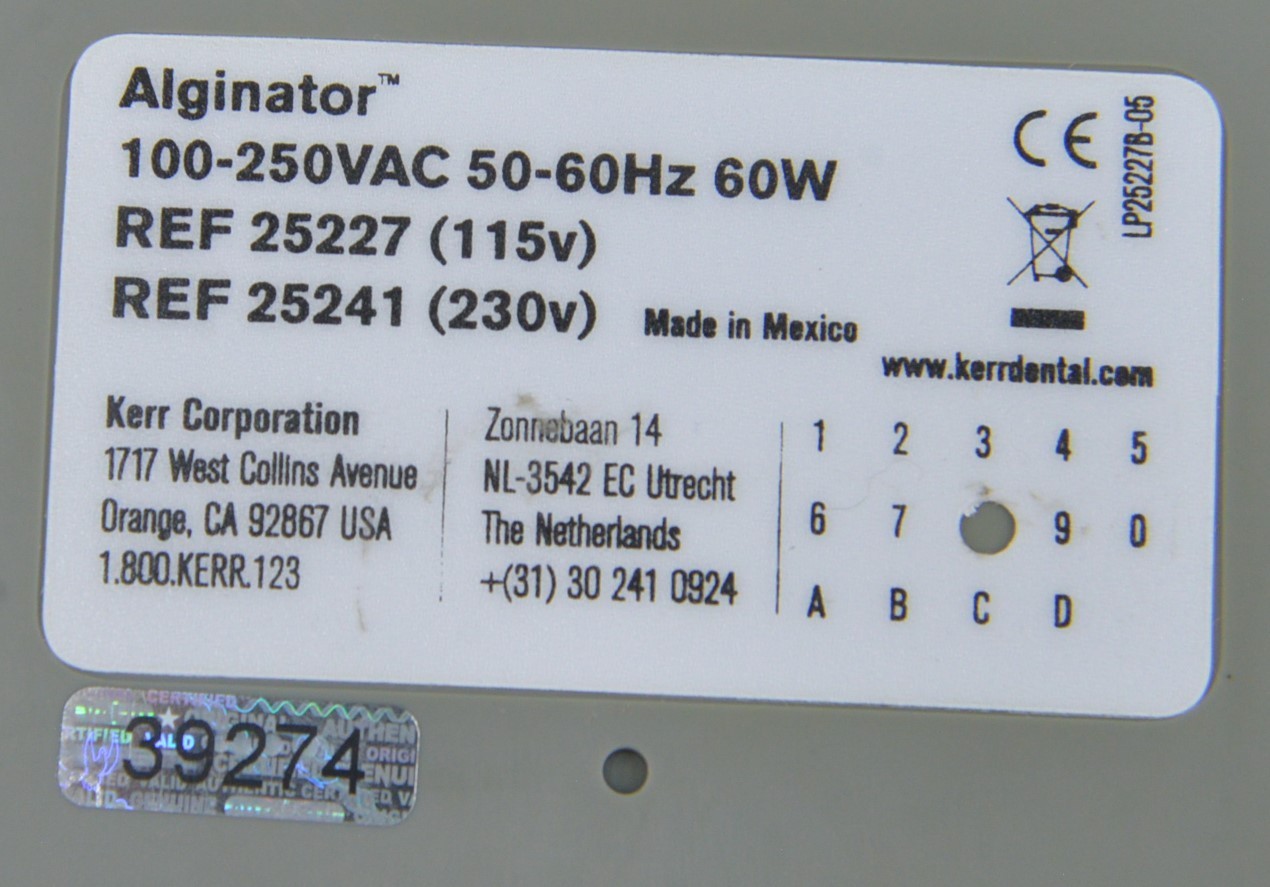 Alginator™
100-250VAC 50-60Hz 60W
REF 25227 (115v)
REF 25241 (230v)
Made in Mexico
CE
LP25227B-05
www.kerrdental.com
Kerr Corporation
1717 West Collins Avenue
Orange, CA 92867 USA
1.800.KERR.123
Zonnebaan 14
NL-3542 EC Utrecht
The Netherlands
+(31) 30 241 0924
1 2 3 4 5
6 7 9 0
A B C D
39274